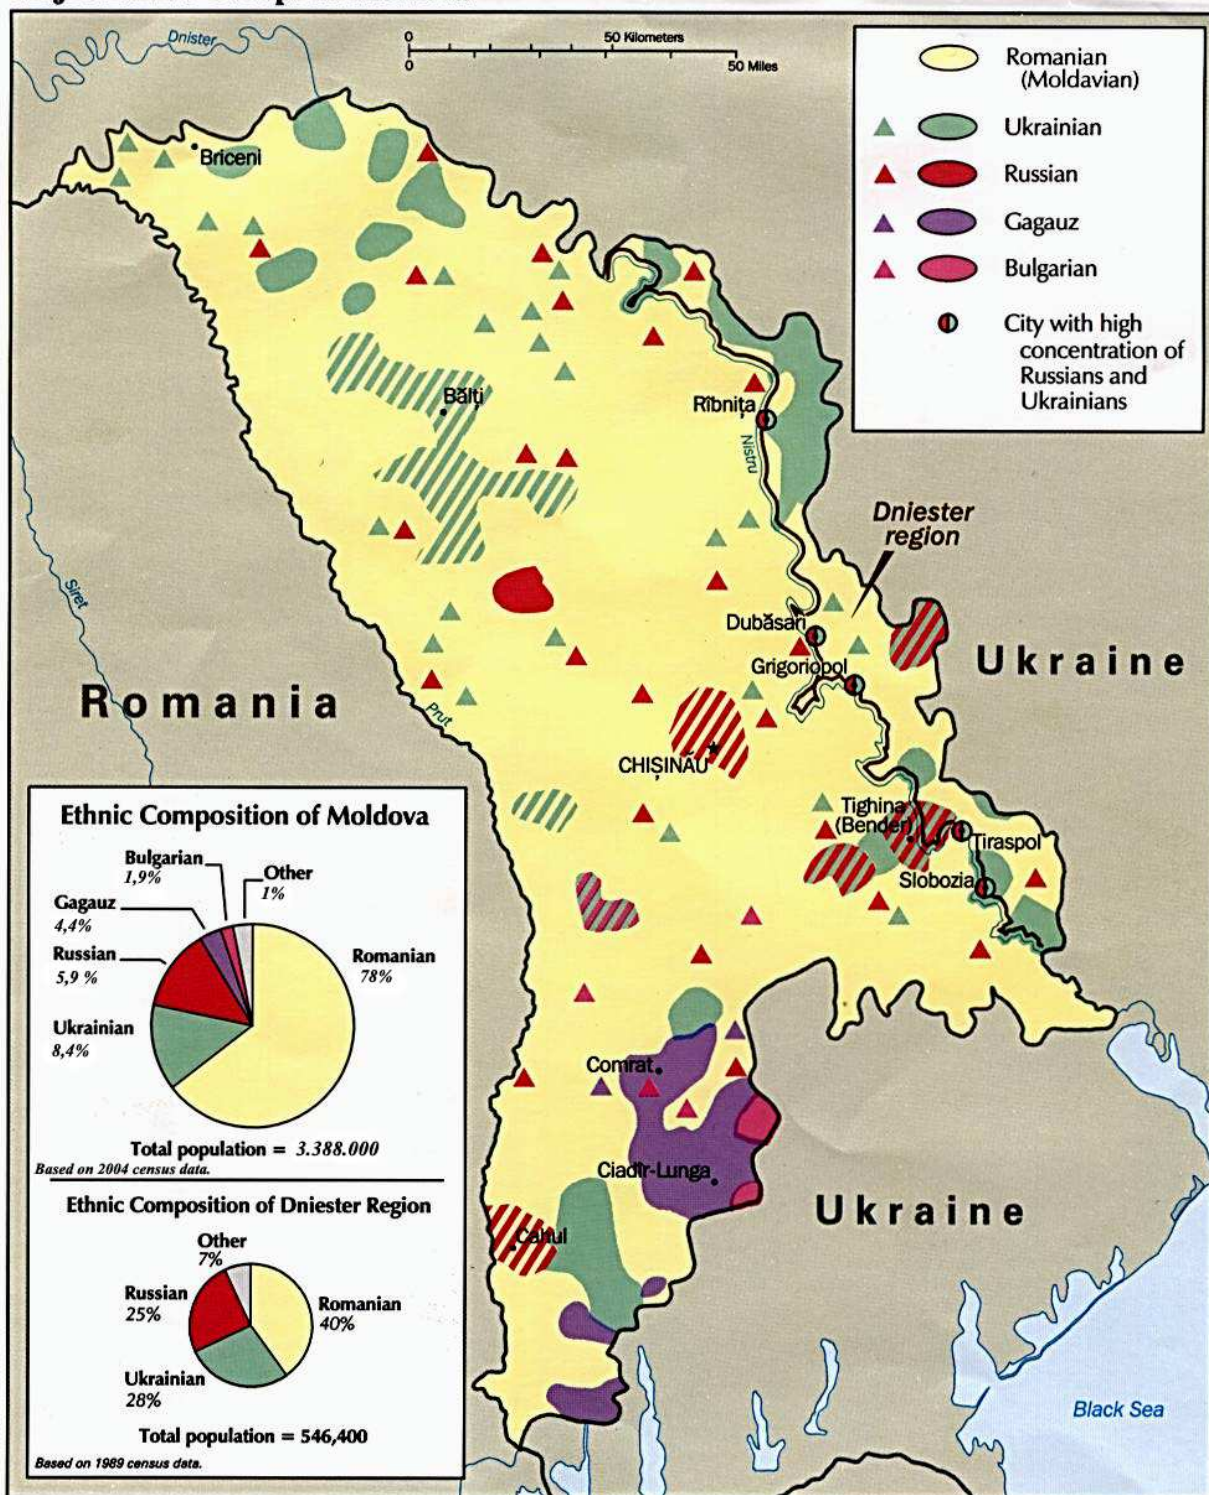 Dnister
0
50 Kilometers
0
50 Miles
Romanian
(Moldavian)
Ukrainian
Russian
Gagauz
Bulgarian
City with high
concentration of
Russians and
Ukrainians
Briceni
Bălți
Rîbnița
Nistru
Dniester
region
Siret
Dubăsari
Grigoriopol
Ukraine
Romania
Prut
CHIȘINĂU
Tighina
(Bender)
Tiraspol
Slobozia
Comrat
Ciadîr-Lunga
Ukraine
Cahul
Black Sea
Ethnic Composition of Moldova
Bulgarian
1,9%
Other
1%
Gagauz
4,4%
Russian
5,9 %
Romanian
78%
Ukrainian
8,4%
Total population = 3.388.000
Based on 2004 census data.
Ethnic Composition of Dniester Region
Other
7%
Russian
25%
Romanian
40%
Ukrainian
28%
Total population = 546,400
Based on 1989 census data.